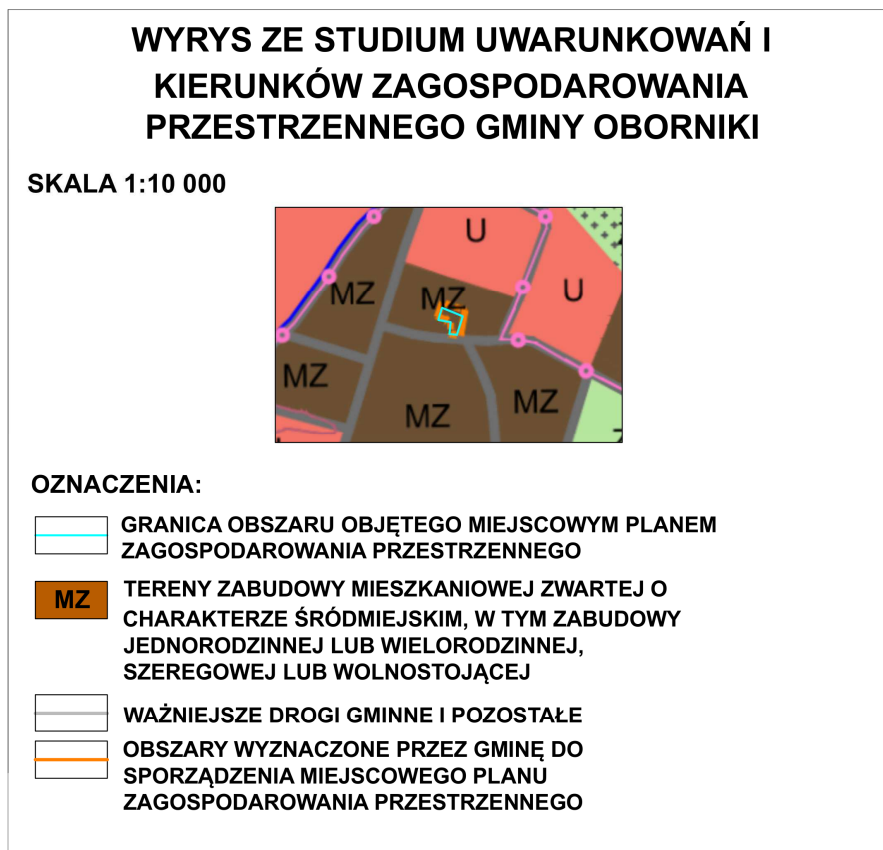 WYRYS ZE STUDIUM UWARUNKOWAŃ I
KIERUNKÓW ZAGOSPODAROWANIA
PRZESTRZENNEGO GMINY OBORNIKI
SKALA 1:10 000
U
MZ
MZ
U
MZ
MZ
MZ
OZNACZENIA:
GRANICA OBSZARU OBJĘTEGO MIEJSCOWYM PLANEM
ZAGOSPODAROWANIA PRZESTRZENNEGO
MZ
TERENY ZABUDOWY MIESZKANIOWEJ ZWARTEJ O
CHARAKTERZE ŚRÓDMIEJSKIM, W TYM ZABUDOWY
JEDNORODZINNEJ LUB WIELORODZINNEJ,
SZEREGOWEJ LUB WOLNOSTOJĄCEJ
WAŻNIEJSZE DROGI GMINNE I POZOSTAŁE
OBSZARY WYZNACZONE PRZEZ GMINĘ DO
SPORZĄDZENIA MIEJSCOWEGO PLANU
ZAGOSPODAROWANIA PRZESTRZENNEGO